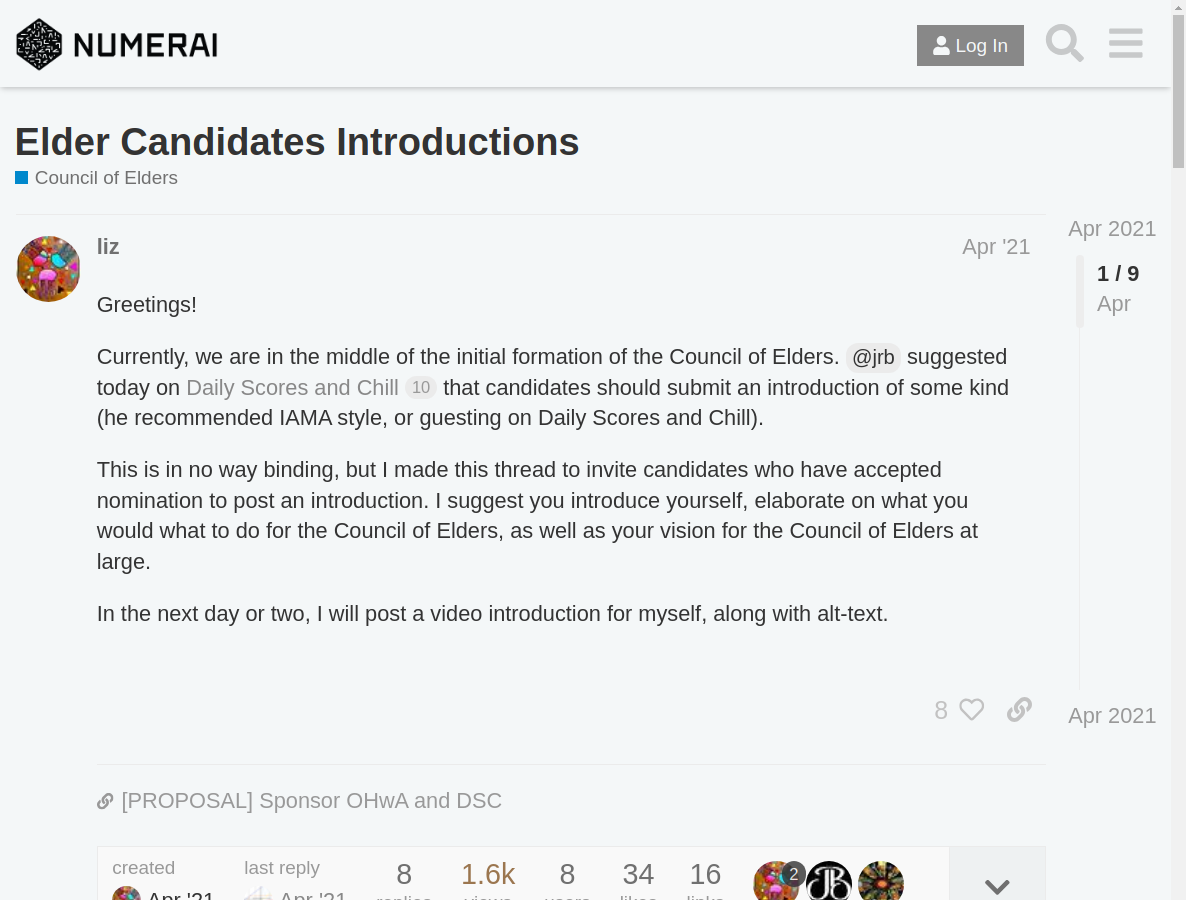 NUMERAI
Log In
Elder Candidates Introductions
Council of Elders
Apr 2021
liz
Apr '21
1 / 9
Apr
Greetings!
Currently, we are in the middle of the initial formation of the Council of Elders. @jrb suggested
today on Daily Scores and Chill 10 that candidates should submit an introduction of some kind
(he recommended IAMA style, or guesting on Daily Scores and Chill).
This is in no way binding, but I made this thread to invite candidates who have accepted
nomination to post an introduction. I suggest you introduce yourself, elaborate on what you
would what to do for the Council of Elders, as well as your vision for the Council of Elders at
large.
In the next day or two, I will post a video introduction for myself, along with alt-text.
8
Apr 2021
[PROPOSAL] Sponsor OHwA and DSC
created
last reply
8
1.6k
8
34
16
2
Apr '21
Apr '21
replies
views
users
likes
links